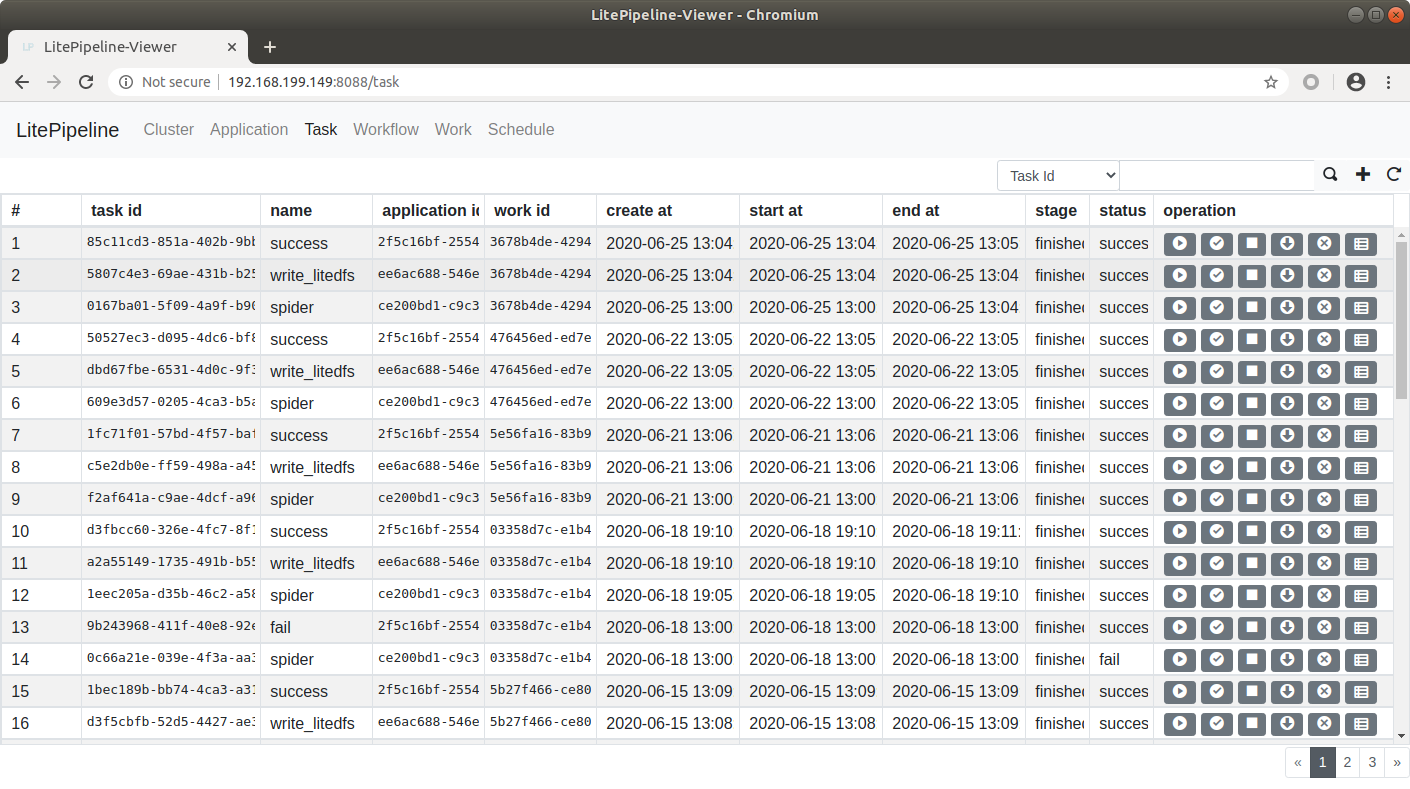 LitePipeline-Viewer - Chromium
LP LitePipeline-Viewer
Not secure 192.168.199.149:8088/task
LitePipeline Cluster Application Task Workflow Work Schedule
Task Id
# task id name application id work id create at start at end at stage status operation
1 85c11cd3-851a-402b-9bb success 2f5c16bf-2554 3678b4de-4294 2020-06-25 13:04 2020-06-25 13:04 2020-06-25 13:05 finished succes
2 5807c4e3-69ae-431b-b25 write_litedfs ee6ac688-546e 3678b4de-4294 2020-06-25 13:04 2020-06-25 13:04 2020-06-25 13:04 finished succes
3 0167ba01-5f09-4a9f-b90 spider ce200bd1-c9c3 3678b4de-4294 2020-06-25 13:00 2020-06-25 13:00 2020-06-25 13:04 finished succes
4 50527ec3-d095-4dc6-bf8 success 2f5c16bf-2554 476456ed-ed7e 2020-06-22 13:05 2020-06-22 13:05 2020-06-22 13:05 finished succes
5 dbd67fbe-6531-4d0c-9f3 write_litedfs ee6ac688-546e 476456ed-ed7e 2020-06-22 13:05 2020-06-22 13:05 2020-06-22 13:05 finished succes
6 609e3d57-0205-4ca3-b5a spider ce200bd1-c9c3 476456ed-ed7e 2020-06-22 13:00 2020-06-22 13:00 2020-06-22 13:05 finished succes
7 1fc71f01-57bd-4f57-baf success 2f5c16bf-2554 5e56fa16-83b9 2020-06-21 13:06 2020-06-21 13:06 2020-06-21 13:06 finished succes
8 c5e2db0e-ff59-498a-a45 write_litedfs ee6ac688-546e 5e56fa16-83b9 2020-06-21 13:06 2020-06-21 13:06 2020-06-21 13:06 finished succes
9 f2af641a-c9ae-4dcf-a96 spider ce200bd1-c9c3 5e56fa16-83b9 2020-06-21 13:00 2020-06-21 13:00 2020-06-21 13:06 finished succes
10 d3fbcc60-326e-4fc7-8f1 success 2f5c16bf-2554 03358d7c-e1b4 2020-06-18 19:10 2020-06-18 19:10 2020-06-18 19:11: finished succes
11 a2a55149-1735-491b-b55 write_litedfs ee6ac688-546e 03358d7c-e1b4 2020-06-18 19:10 2020-06-18 19:10 2020-06-18 19:10 finished succes
12 1eec205a-d35b-46c2-a58 spider ce200bd1-c9c3 03358d7c-e1b4 2020-06-18 19:05 2020-06-18 19:05 2020-06-18 19:10 finished succes
13 9b243968-411f-40e8-92e fail 2f5c16bf-2554 03358d7c-e1b4 2020-06-18 13:00 2020-06-18 13:00 2020-06-18 13:00 finished succes
14 0c66a21e-039e-4f3a-aa3 spider ce200bd1-c9c3 03358d7c-e1b4 2020-06-18 13:00 2020-06-18 13:00 2020-06-18 13:00 finished fail
15 1bec189b-bb74-4ca3-a31 success 2f5c16bf-2554 5b27f466-ce80 2020-06-15 13:09 2020-06-15 13:09 2020-06-15 13:09 finished succes
16 d3f5cbfb-52d5-4427-ae3 write_litedfs ee6ac688-546e 5b27f466-ce80 2020-06-15 13:08 2020-06-15 13:08 2020-06-15 13:09 finished succes
« 1 2 3 »